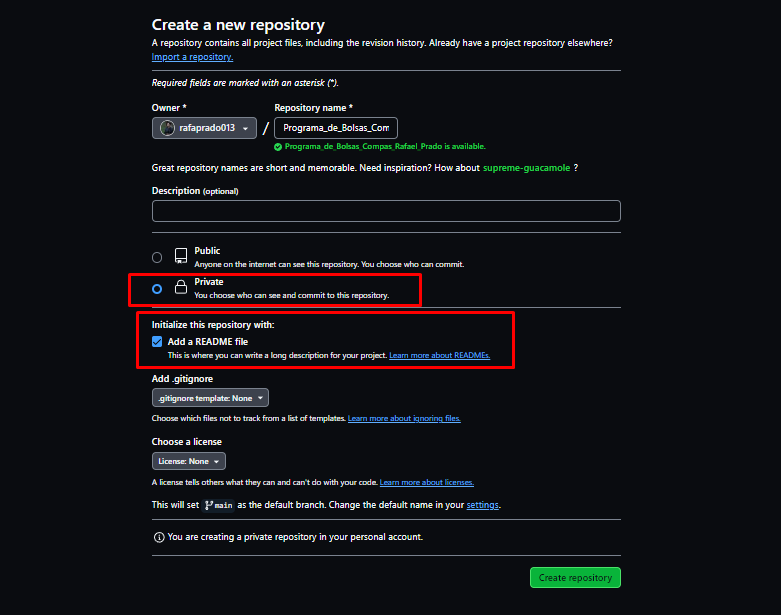 Create a new repository
A repository contains all project files, including the revision history. Already have a project repository elsewhere?
Import a repository.
Required fields are marked with an asterisk (*).
Owner * Repository name *
rafaprado013 / Programa_de_Bolsas_Com
Programa_de_Bolsas_Compas_Rafael_Prado is available.
Great repository names are short and memorable. Need inspiration? How about supreme-guacamole ?
Description (optional)
Public
Anyone on the internet can see this repository. You choose who can commit.
Private
You choose who can see and commit to this repository.
Initialize this repository with:
Add a README file
This is where you can write a long description for your project. Learn more about READMEs.
Add .gitignore
.gitignore template: None
Choose which files not to track from a list of templates. Learn more about ignoring files.
Choose a license
License: None
A license tells others what they can and can't do with your code. Learn more about licenses.
This will set main as the default branch. Change the default name in your settings.
You are creating a private repository in your personal account.
Create repository